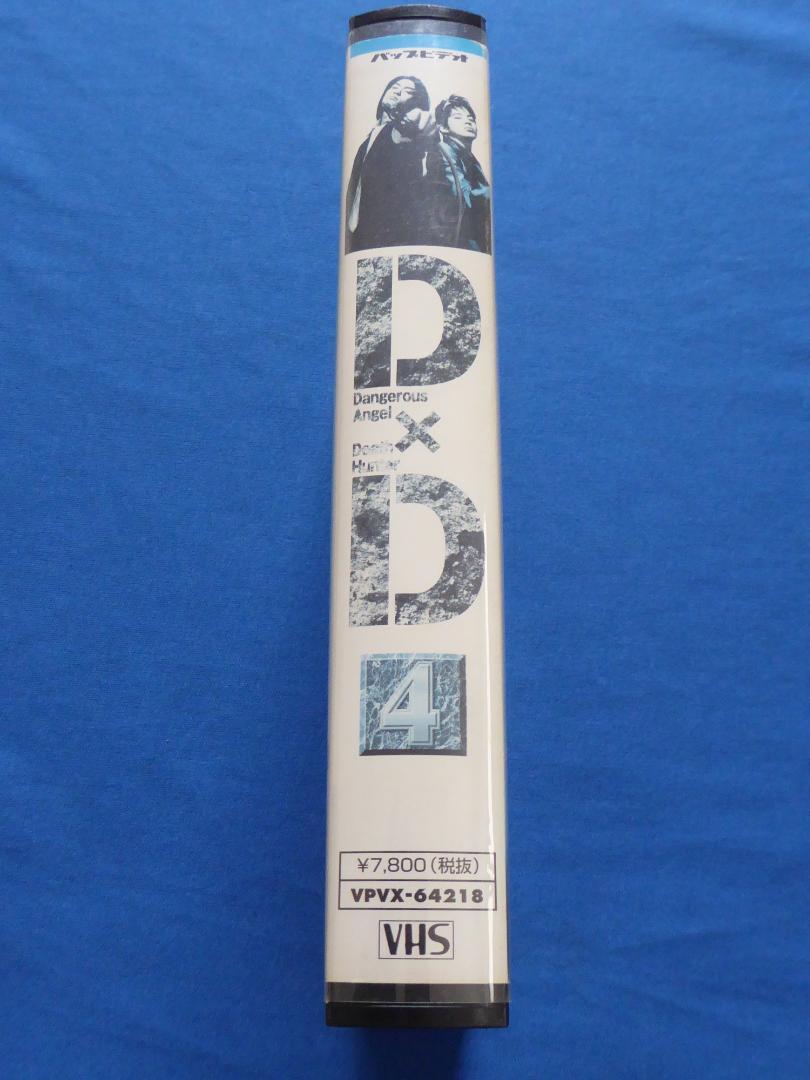 バップビデオ
D
Dangerous
Angel
×
Death
Hunter
D
4
¥7,800(税抜)
VPVX-64218
VHS